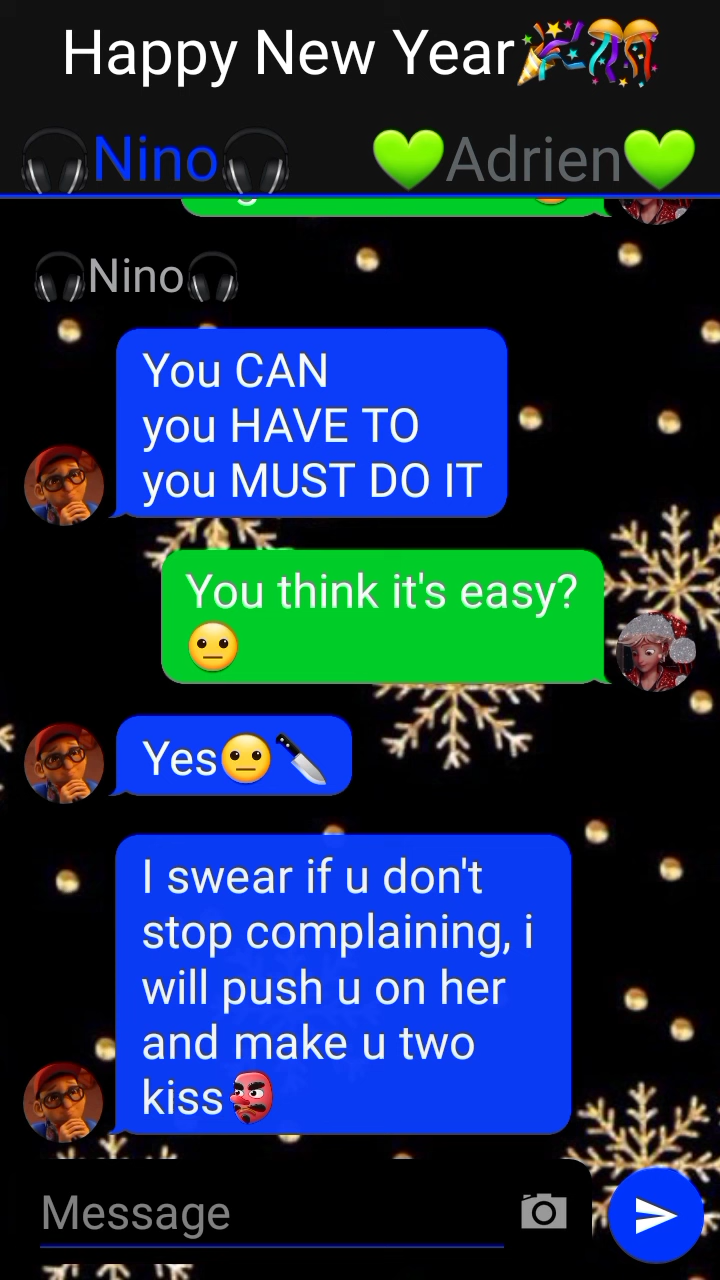 Happy New Year🎉🎊🎊
🎧Nino🎧 💚Adrien💚
🎧Nino🎧
You CAN
you HAVE TO
you MUST DO IT
You think it's easy?
😐
Yes😐🔪
I swear if u don't
stop complaining, i
will push u on her
and make u two
kiss👺
Message